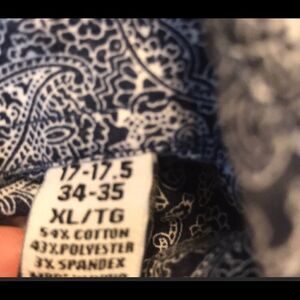 17-17.5
34-35
XL/TG
54% COTTON
43% POLYESTER
3% SPANDEX